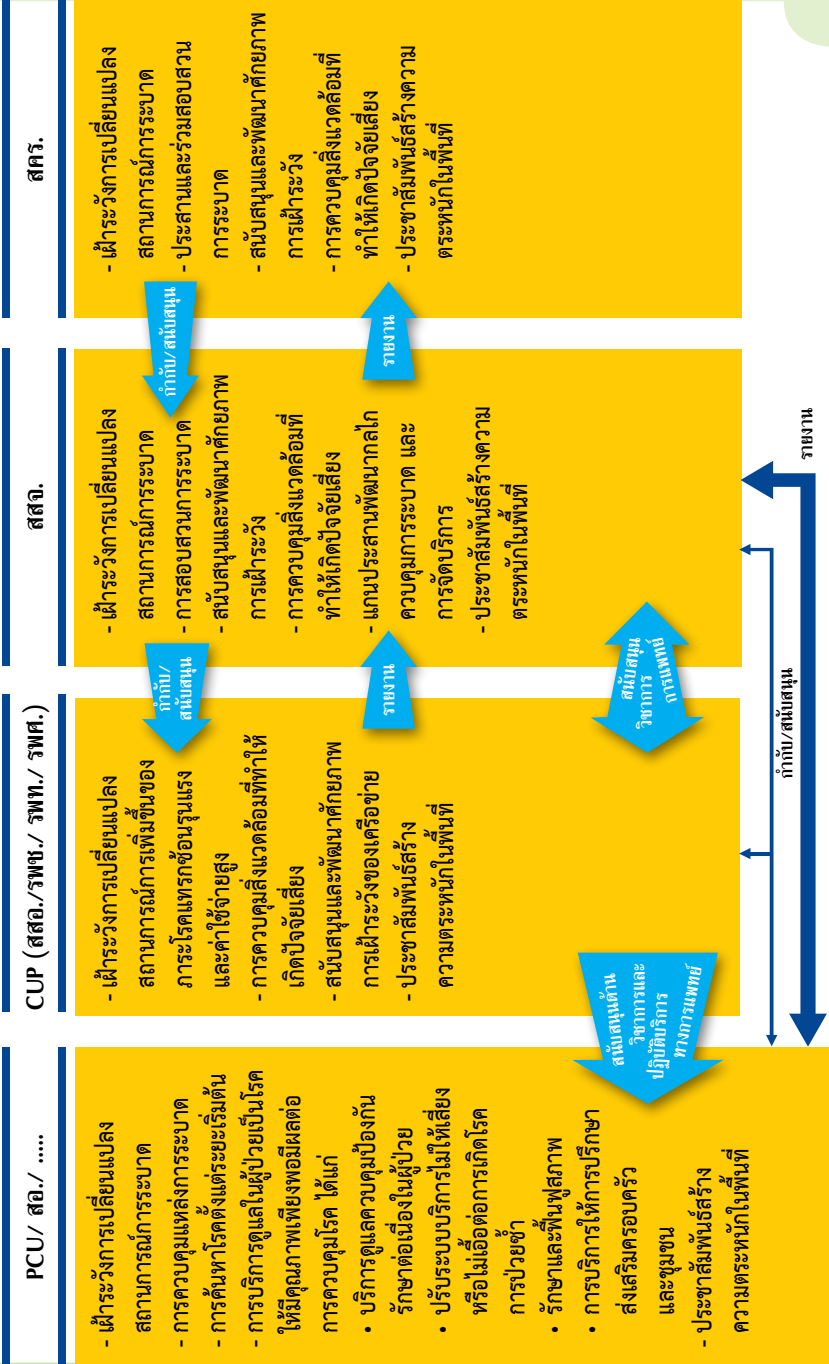 PCU/ สอ./ .....
- เฝ้าระวังการเปลี่ยนแปลง
สถานการณ์การระบาด
- การควบคุมแหล่งการระบาด
- การค้นหาโรคตั้งแต่ระยะเริ่มต้น
- การบริการดูแลในผู้ป่วยเป็นโรค
ให้มีคุณภาพเพียงพอมีผลต่อ
การควบคุมโรค ได้แก่
• บริการดูแลควบคุมป้องกัน
รักษาต่อเนื่องในผู้ป่วย
• ปรับระบบบริการไม่ให้เสี่ยง
หรือไม่เอื้อต่อการเกิดโรค
การป่วยซ้ำ
• รักษาและฟื้นฟูสภาพ
• การบริการให้การปรึกษา
ส่งเสริมครอบครัว
และชุมชน
- ประชาสัมพันธ์สร้าง
ความตระหนักในพื้นที่
CUP (สสอ./รพช./ รพท./ รพศ.)
- เฝ้าระวังการเปลี่ยนแปลง
สถานการณ์การเพิ่มขึ้นของ
ภาระโรคแทรกซ้อนรุนแรง
และค่าใช้จ่ายสูง
- การควบคุมสิ่งแวดล้อมที่ทำให้
เกิดปัจจัยเสี่ยง
- สนับสนุนและพัฒนาศักยภาพ
การเฝ้าระวังของเครือข่าย
- ประชาสัมพันธ์สร้าง
ความตระหนักในพื้นที่
สนับสนุนด้าน
วิชาการและ
ปฏิบัติบริการ
ทางการแพทย์
สสจ.
- เฝ้าระวังการเปลี่ยนแปลง
สถานการณ์การระบาด
- การสอบสวนการระบาด
- สนับสนุนและพัฒนาศักยภาพ
การเฝ้าระวัง
- การควบคุมสิ่งแวดล้อมที่
ทำให้เกิดปัจจัยเสี่ยง
- แกนประสานพัฒนากลไก
ควบคุมการระบาด และ
การจัดบริการ
- ประชาสัมพันธ์สร้างความ
ตระหนักในพื้นที่
กำกับ/
สนับสนุน
รายงาน
สนับสนุน
วิชาการ
การแพทย์
สคร.
- เฝ้าระวังการเปลี่ยนแปลง
สถานการณ์การระบาด
- ประสานและร่วมสอบสวน
การระบาด
- สนับสนุนและพัฒนาศักยภาพ
การเฝ้าระวัง
- การควบคุมสิ่งแวดล้อมที่
ทำให้เกิดปัจจัยเสี่ยง
- ประชาสัมพันธ์สร้างความ
ตระหนักในพื้นที่
กำกับ/สนับสนุน
รายงาน
กำกับ/สนับสนุน
รายงาน